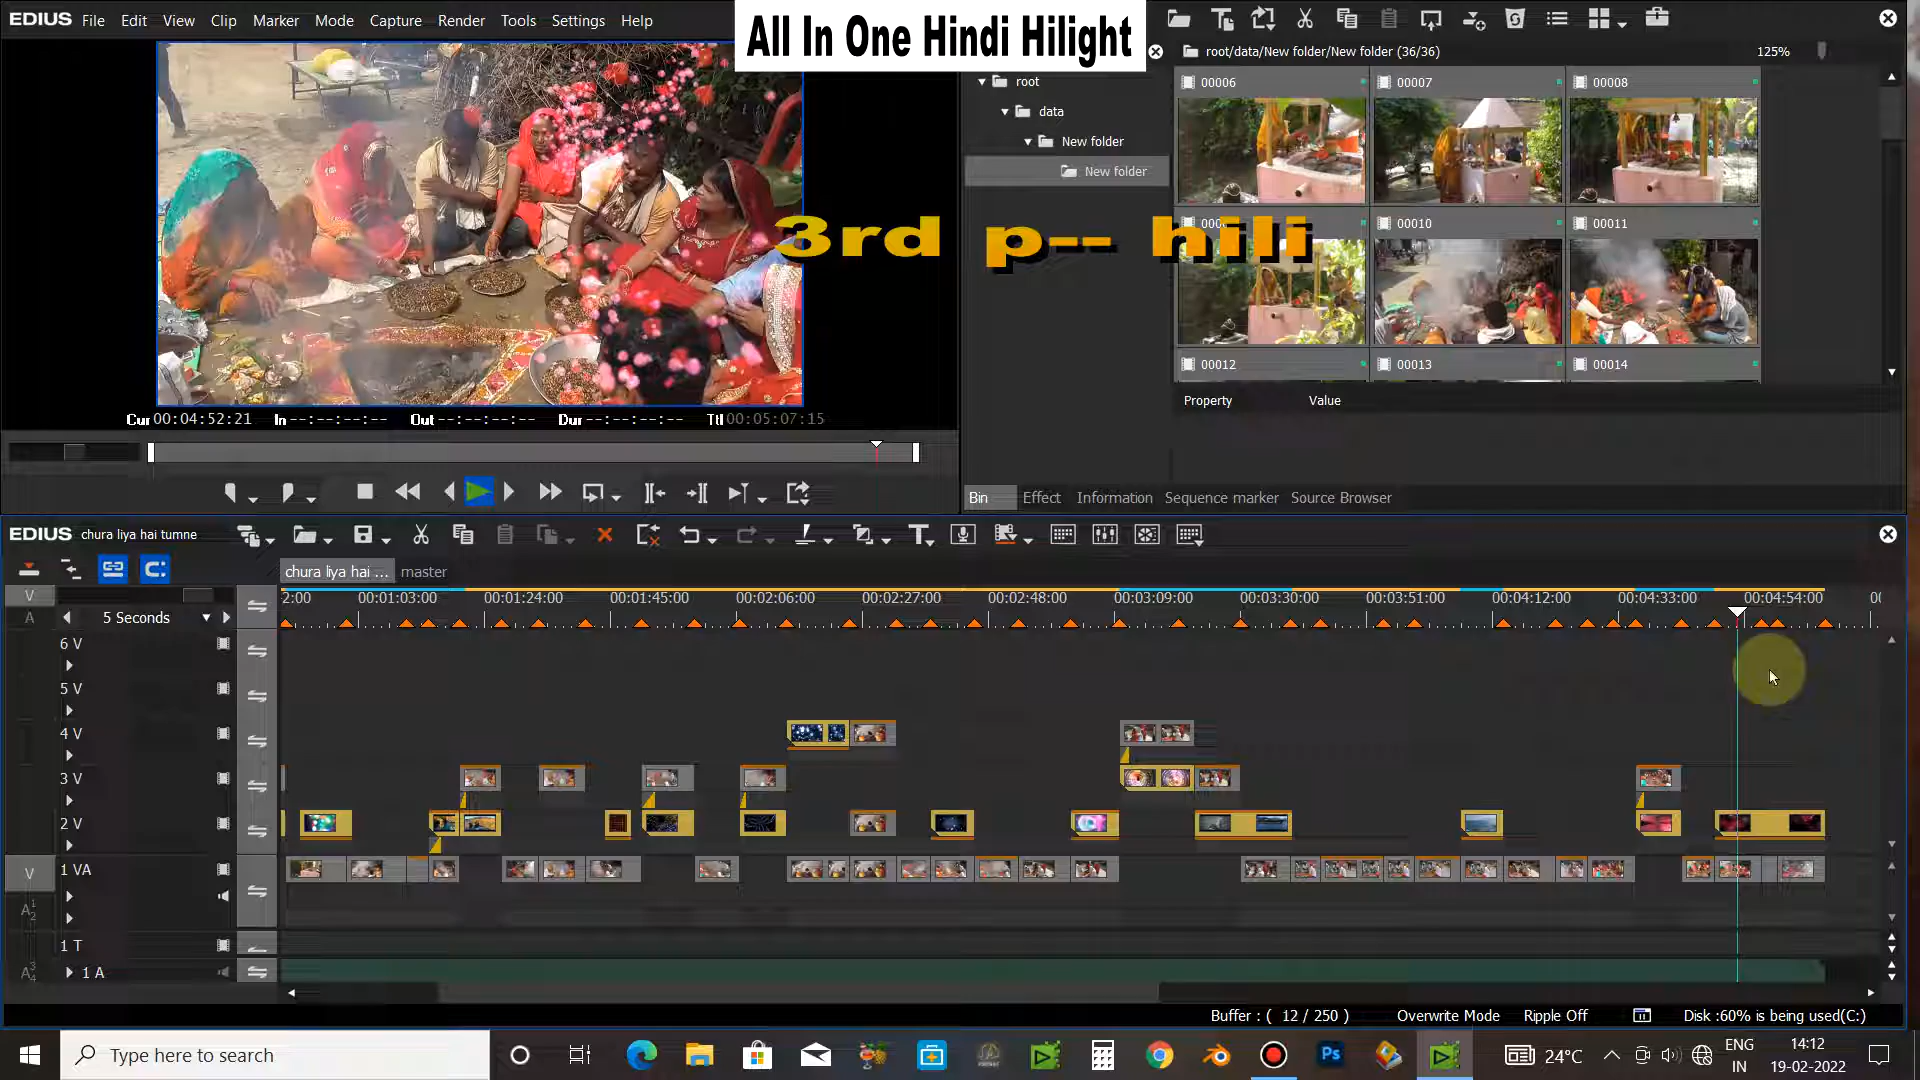 EDIUS File Edit View Clip Marker Mode Capture Render Tools Settings Help
All In One Hindi Hilight
root/data/New folder/New folder (36/36) 125%
root
data
New folder
New folder
00006 00007 00008
00010 00011
00012 00013 00014
3rd p-- hili
Property Value
Cur 00:04:52:21 In --:--:--:-- Out --:--:--:-- Dur --:--:--:-- Ttl 00:05:07:15
Bin Effect Information Sequence marker Source Browser
EDIUS chura liya hai tumne
chura liya hai ... master
V
A
5 Seconds
2:00 00:01:03:00 00:01:24:00 00:01:45:00 00:02:06:00 00:02:27:00 00:02:48:00 00:03:09:00 00:03:30:00 00:03:51:00 00:04:12:00 00:04:33:00 00:04:54:00
6 V
5 V
4 V
3 V
2 V
V 1 VA
1 T
1 A
Buffer : ( 12 / 250 ) Overwrite Mode Ripple Off Disk :60% is being used(C:)
Type here to search
Ps
24°C
ENG
IN
14:12
19-02-2022